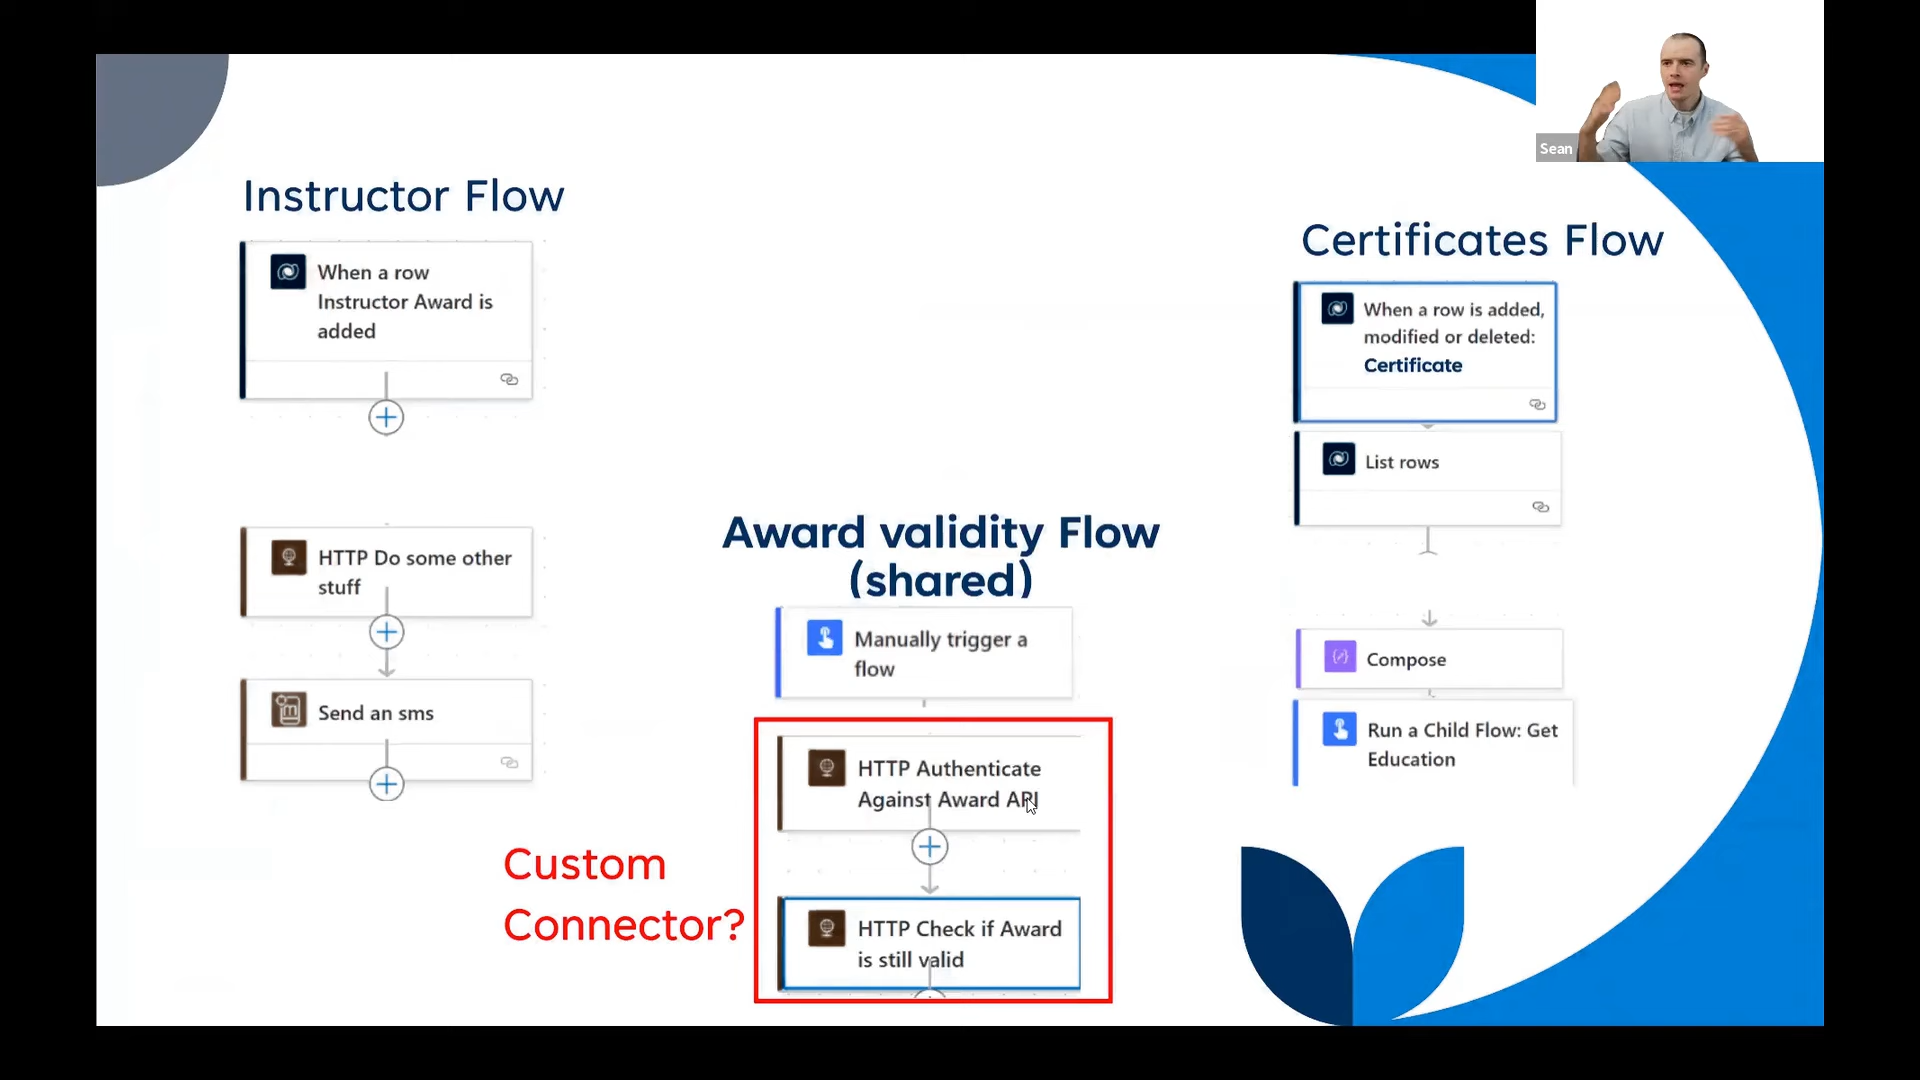 Sean
Instructor Flow
When a row
Instructor Award is
added
HTTP Do some other
stuff
Send an sms
Award validity Flow
(shared)
Manually trigger a
flow
HTTP Authenticate
Against Award API
HTTP Check if Award
is still valid
Custom
Connector?
Certificates Flow
When a row is added,
modified or deleted:
Certificate
List rows
Compose
Run a Child Flow: Get
Education